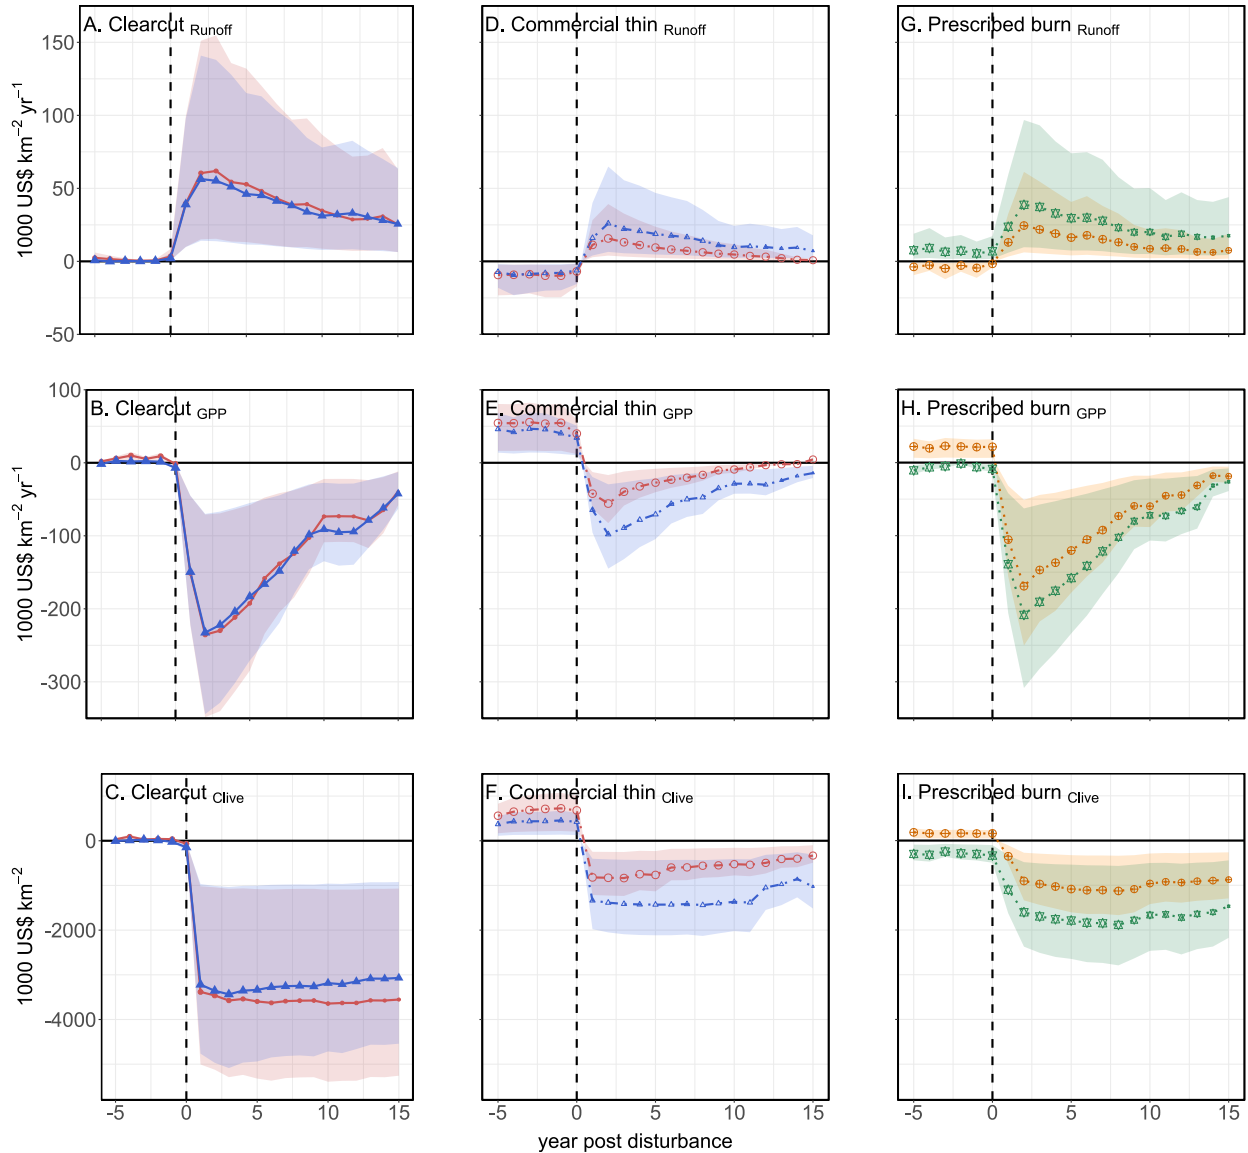 A. Clearcut Runoff
D. Commercial thin Runoff
G. Prescribed burn Runoff
150
100
50
0
-50
1000 US$ km−2 yr−1
B. Clearcut GPP
E. Commercial thin GPP
H. Prescribed burn GPP
100
0
-100
-200
-300
1000 US$ km−2 yr−1
C. Clearcut Clive
F. Commercial thin Clive
I. Prescribed burn Clive
0
-2000
-4000
1000 US$ km−2
-5 0 5 10 15
-5 0 5 10 15
-5 0 5 10 15
year post disturbance